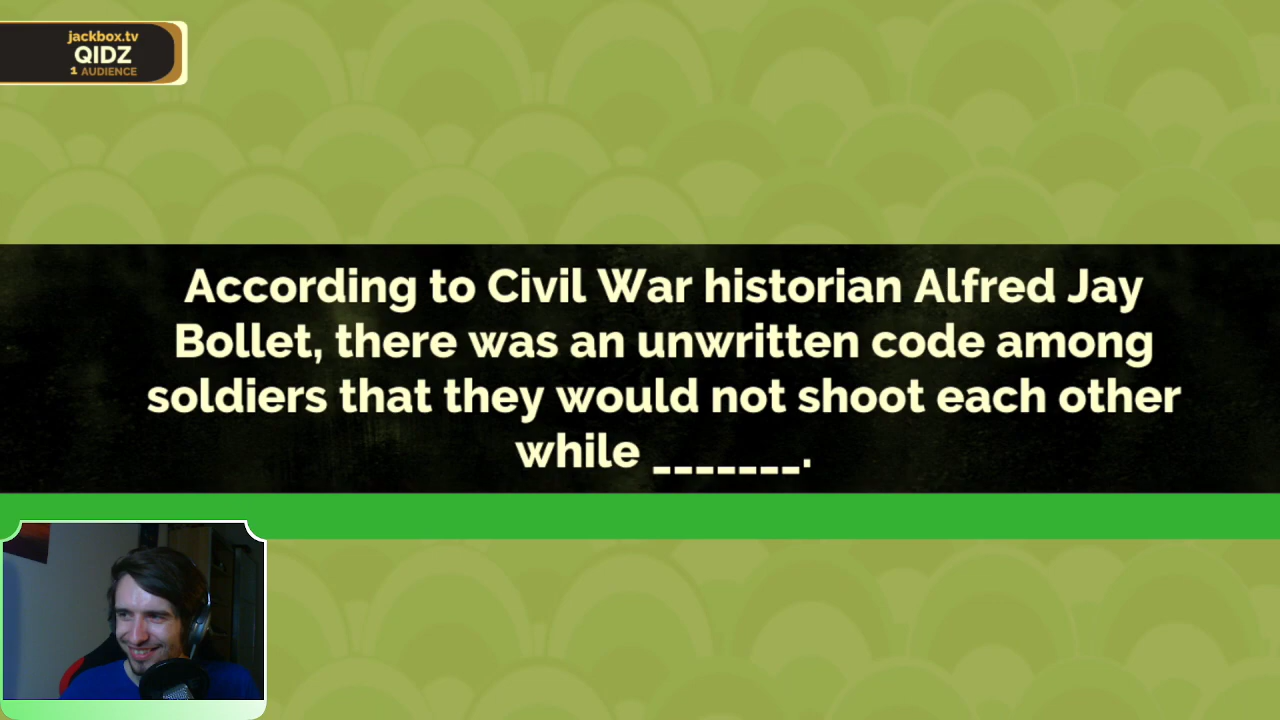 jackbox.tv
QIDZ
1 AUDIENCE
According to Civil War historian Alfred Jay
Bollet, there was an unwritten code among
soldiers that they would not shoot each other
while _______.